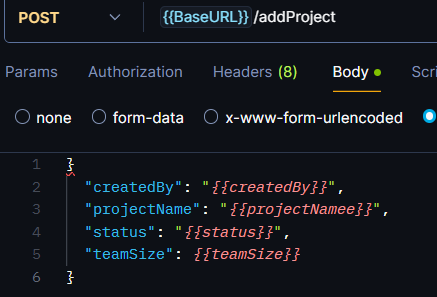 POST {{BaseURL}} /addProject
Params Authorization Headers (8) Body Scri
none form-data x-www-form-urlencoded
1 }
2 "createdBy": "{{createdBy}}",
3 "projectName": "{{projectNamee}}",
4 "status": "{{status}}",
5 "teamSize": {{teamSize}}
6 }